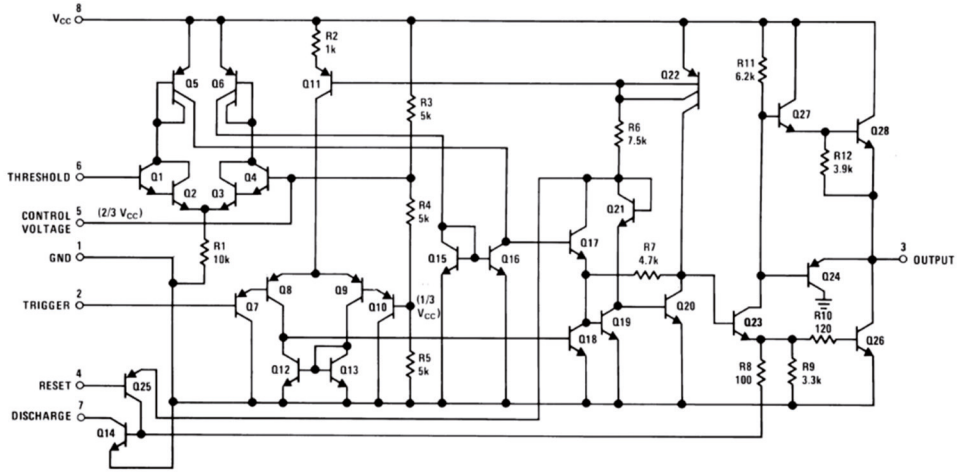 8
VCC
R2
1k
Q5
Q6
Q11
Q22
R11
6.2k
Q27
Q28
R3
5k
R6
7.5k
R12
3.9k
6
THRESHOLD
Q1
Q2
Q3
Q4
5
CONTROL
VOLTAGE
(2/3 VCC)
R4
5k
Q21
1
GND
R1
10k
Q15
Q16
Q17
R7
4.7k
3
OUTPUT
Q24
2
TRIGGER
Q7
Q8
Q9
Q10
(1/3
VCC)
Q18
Q19
Q20
Q23
R10
120
Q26
4
RESET
Q25
Q12
Q13
R5
5k
R8
100
R9
3.3k
7
DISCHARGE
Q14